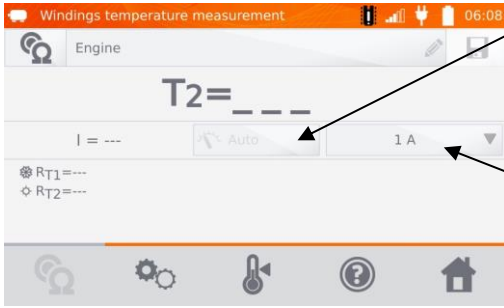 Windings temperature measurement 06:08
Engine
T2=_ _ _
I = --- Auto 1 A
RT1=---
RT2=---